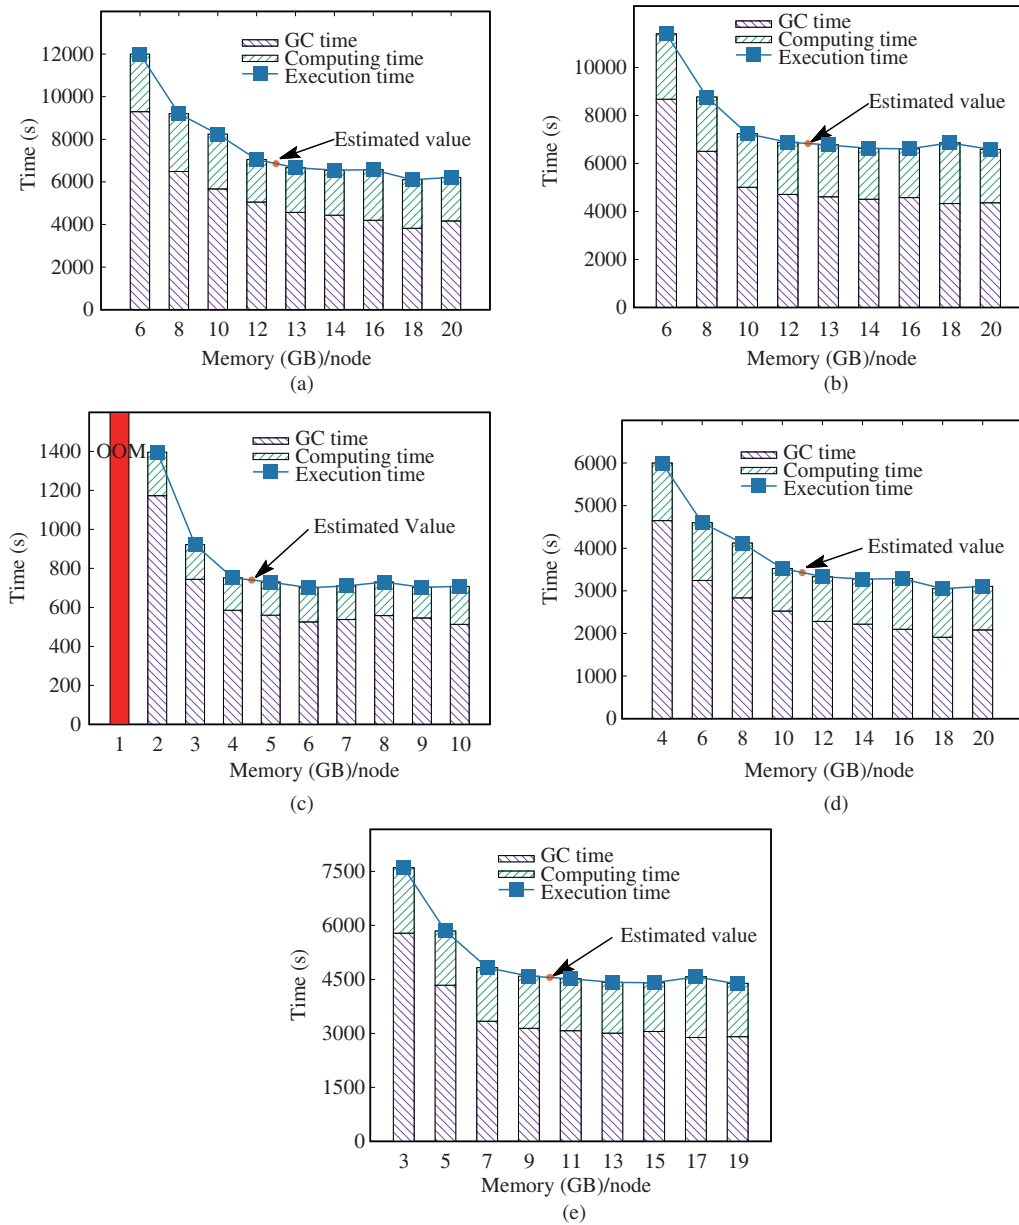 GC time
Computing time
Execution time
Estimated value
Time (s)
12000
10000
8000
6000
4000
2000
0
6 8 10 12 13 14 16 18 20
Memory (GB)/node
(a)
GC time
Computing time
Execution time
Estimated value
Time (s)
10000
8000
6000
4000
2000
0
6 8 10 12 13 14 16 18 20
Memory (GB)/node
(b)
OOM
GC time
Computing time
Execution time
Estimated Value
Time (s)
1400
1200
1000
800
600
400
200
0
1 2 3 4 5 6 7 8 9 10
Memory (GB)/node
(c)
GC time
Computing time
Execution time
Estimated value
Time (s)
6000
5000
4000
3000
2000
1000
0
4 6 8 10 12 14 16 18 20
Memory (GB)/node
(d)
GC time
Computing time
Execution time
Estimated value
Time (s)
7500
6000
4500
3000
1500
0
3 5 7 9 11 13 15 17 19
Memory (GB)/node
(e)